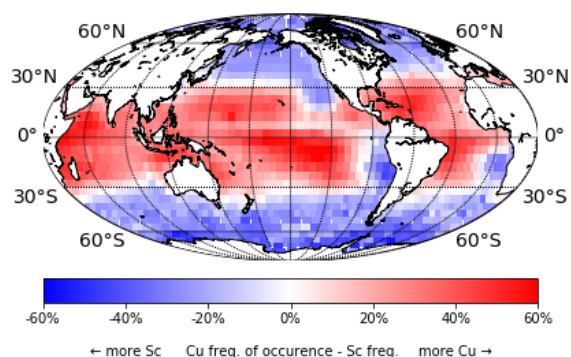 60°N 60°N
30°N 30°N
0° 0°
30°S 30°S
60°S 60°S
-60% -40% -20% 0% 20% 40% 60%
← more Sc Cu freq. of occurence - Sc freq. more Cu →